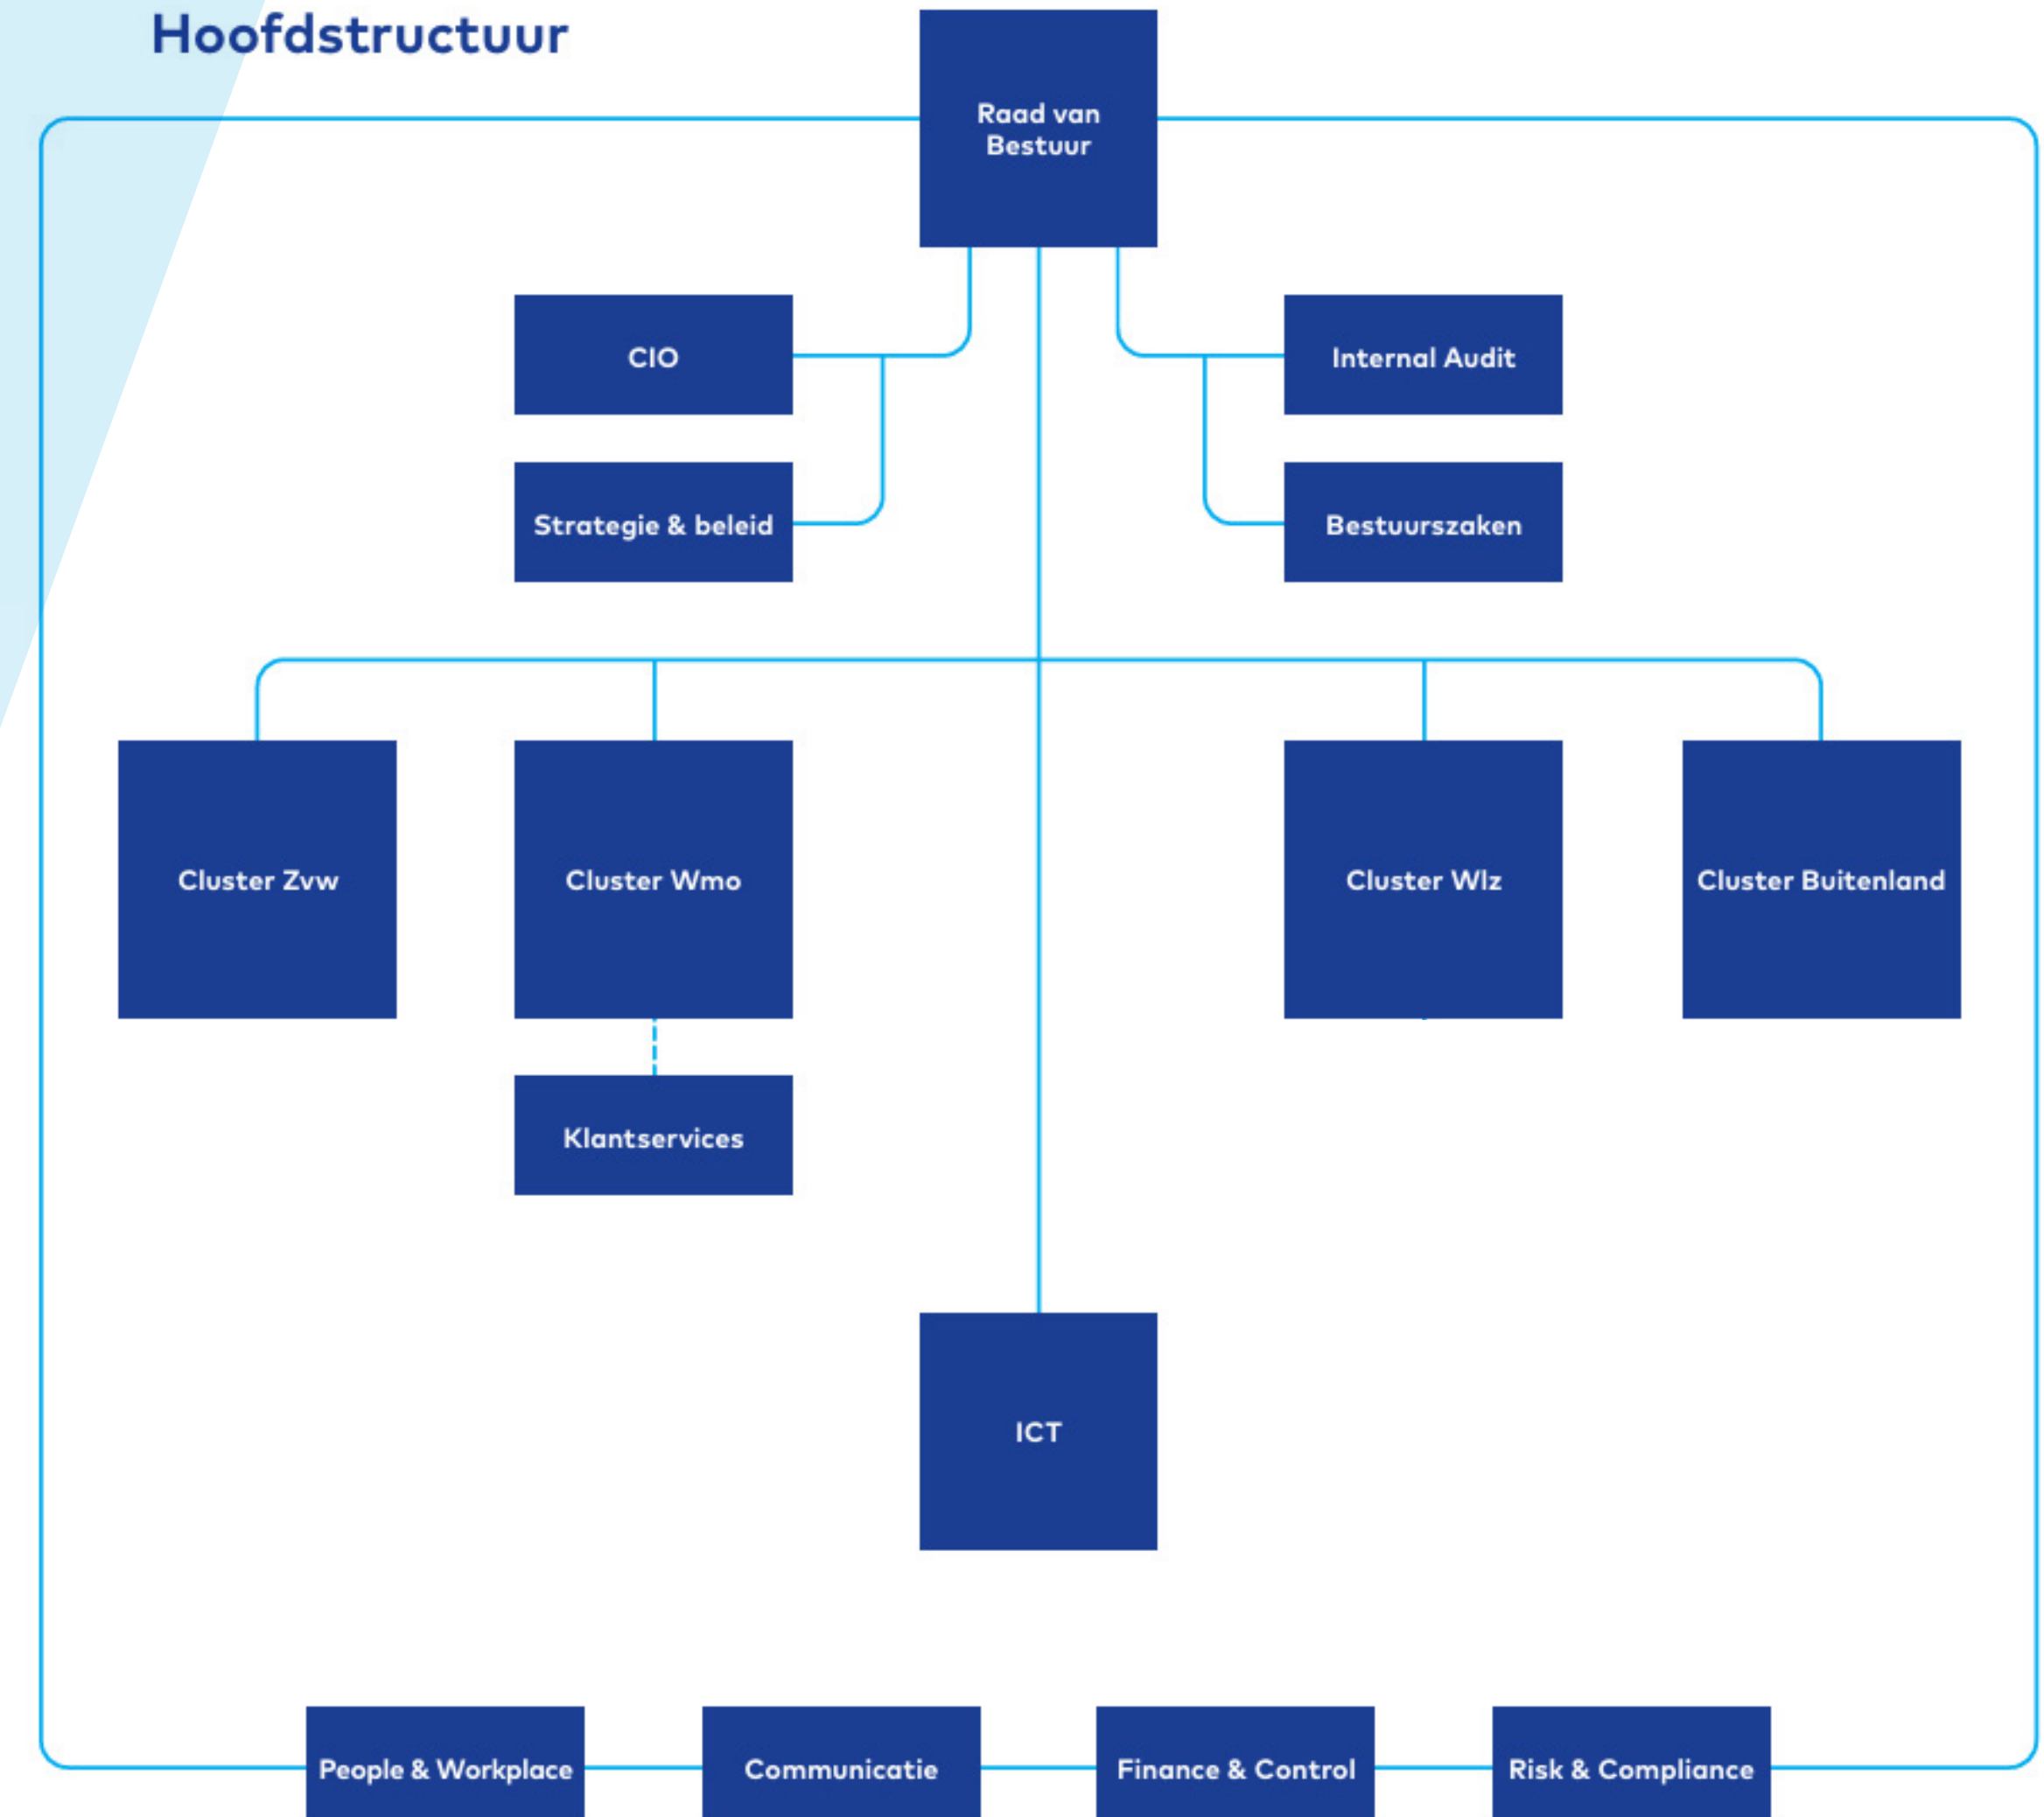 Hoofdstructuur
Raad van
Bestuur
CIO
Internal Audit
Strategie & beleid
Bestuurszaken
Cluster Zvw
Cluster Wmo
Cluster Wlz
Cluster Buitenland
Klantservices
ICT
People & Workplace
Communicatie
Finance & Control
Risk & Compliance